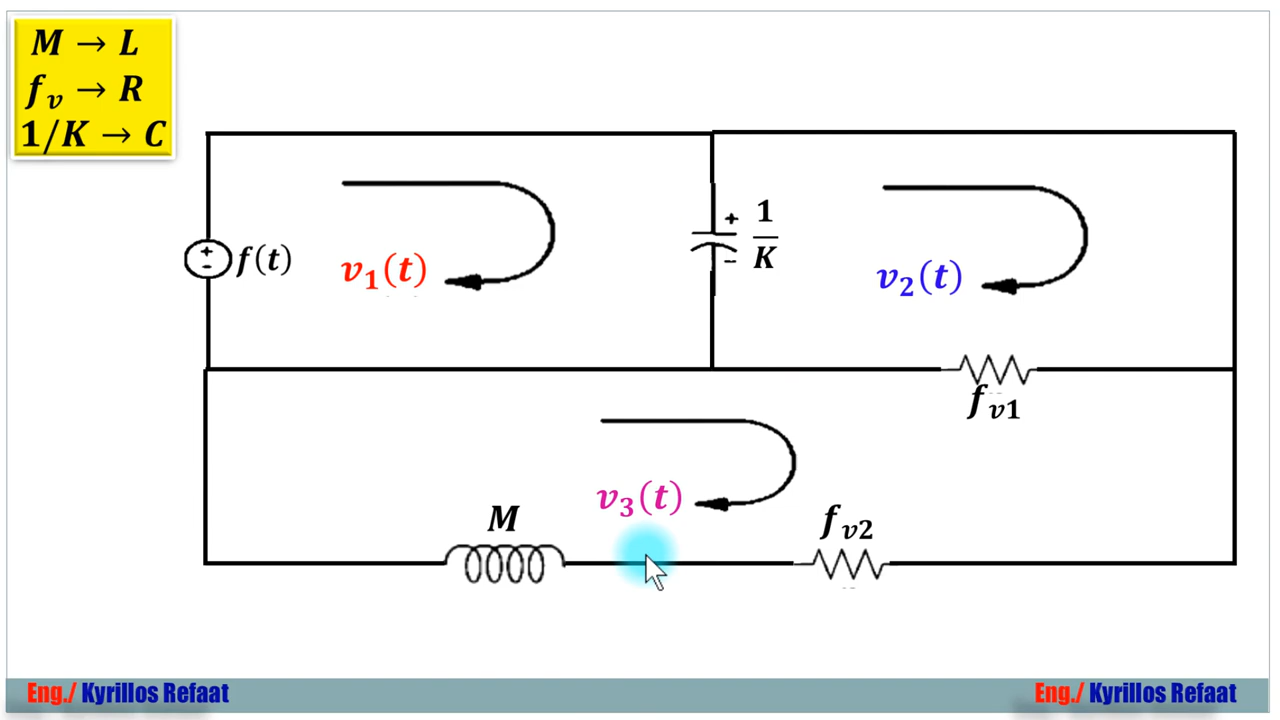 M → L
f_v → R
1/K → C
f(t)
v₁(t)
+
-
1/K
v₂(t)
f_v1
v₃(t)
M
f_v2
Eng./ Kyrillos Refaat
Eng./ Kyrillos Refaat